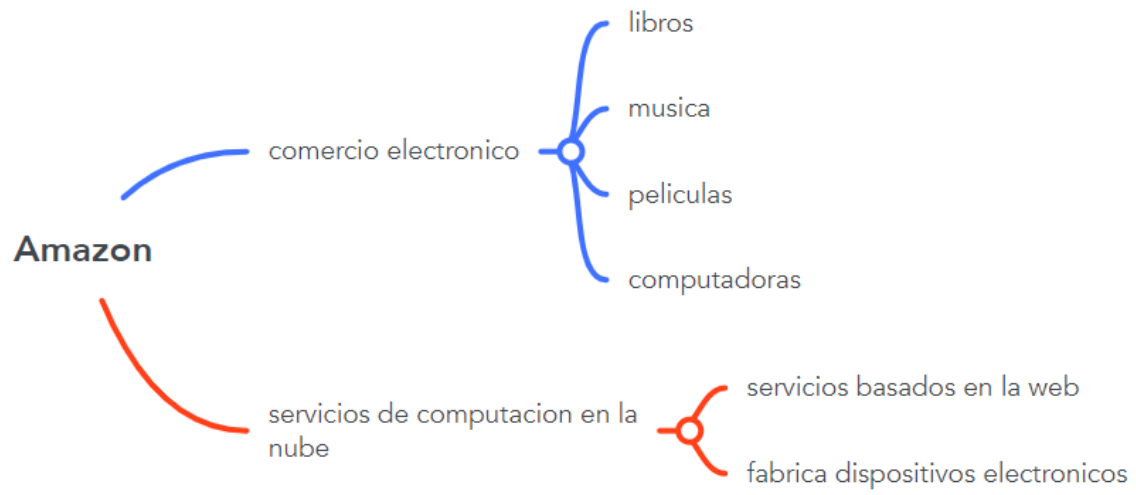 Amazon
comercio electronico
libros
musica
peliculas
computadoras
servicios de computacion en la
nube
servicios basados en la web
fabrica dispositivos electronicos